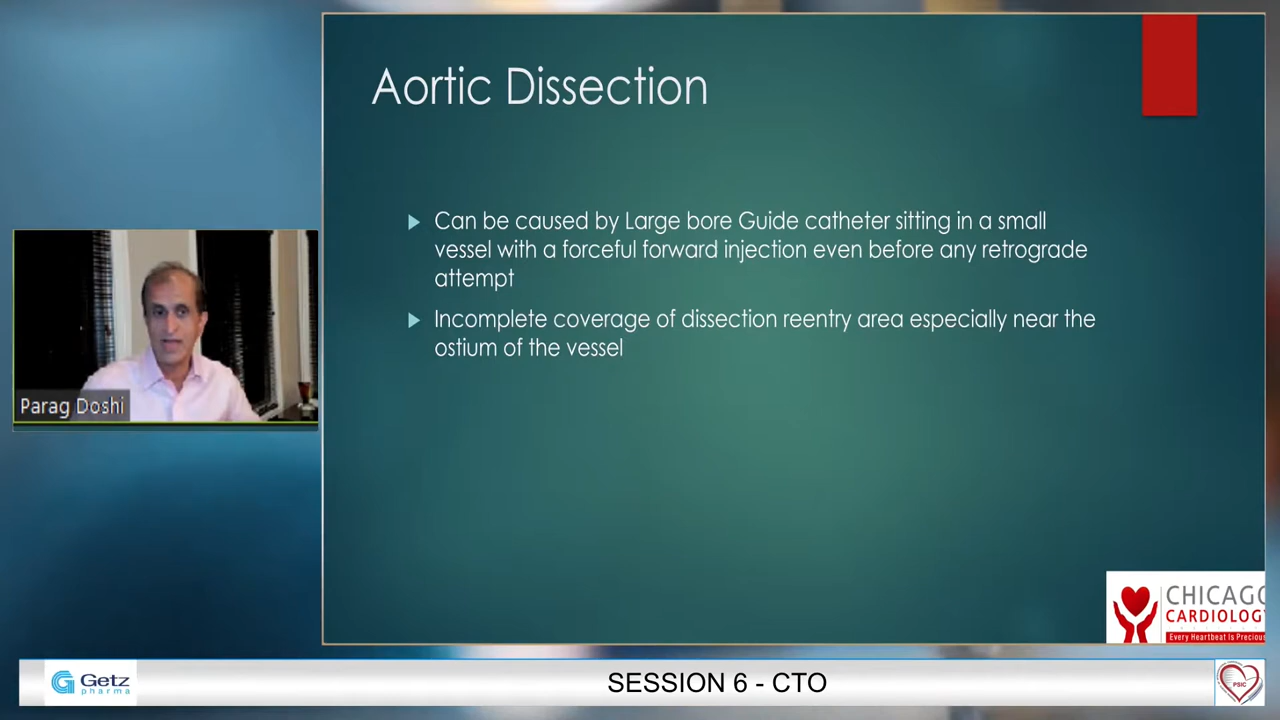 Aortic Dissection
Can be caused by Large bore Guide catheter sitting in a small
vessel with a forceful forward injection even before any retrograde
attempt
Incomplete coverage of dissection reentry area especially near the
ostium of the vessel
Parag Doshi
CHICAGO
CARDIOLOGY
Every Heartbeat Is Precious
Getz
pharma
SESSION 6 - CTO
PSIC